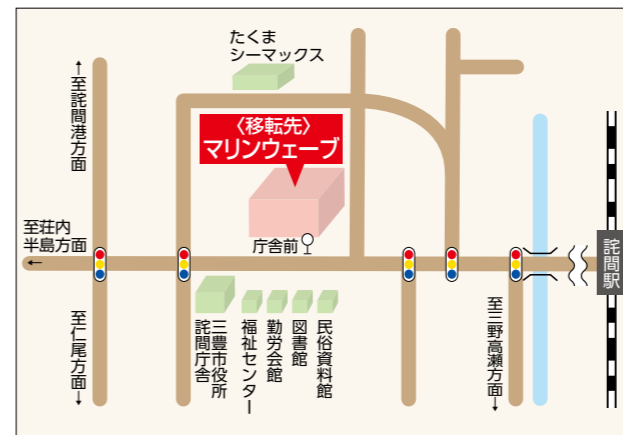 たくま
シーマックス
↑至詫間港方面
〈移転先〉
マリンウェーブ
至荘内
半島方面
←
庁舎前
詫間駅
至仁尾方面→
三豊市役所
詫間庁舎
福祉センター
勤労会館
図書館
民俗資料館
至三野高瀬方面→